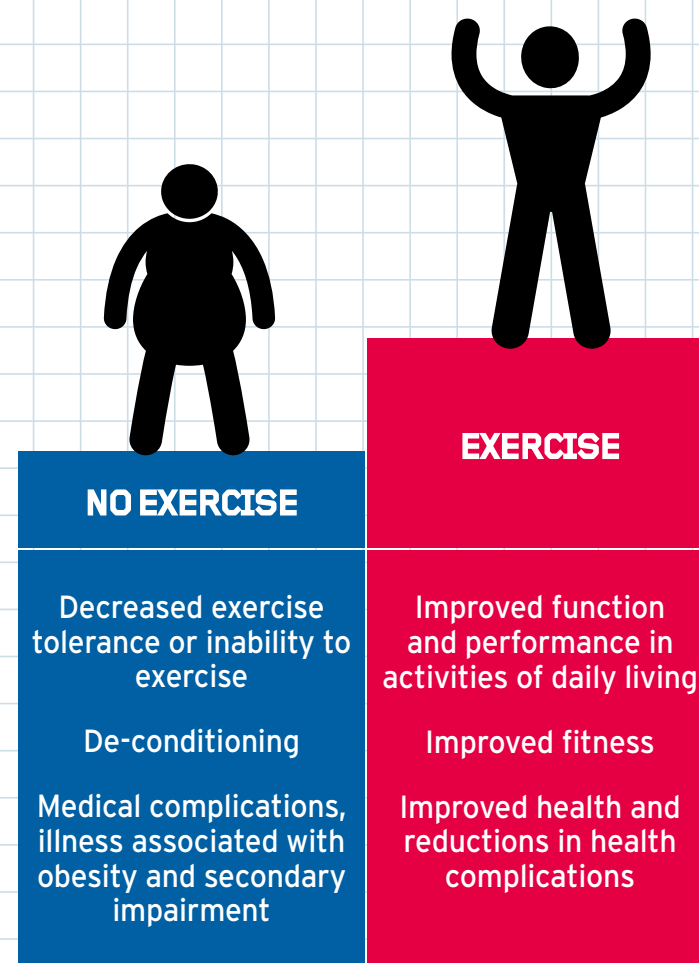 NO EXERCISE
Decreased exercise
tolerance or inability to
exercise
De-conditioning
Medical complications,
illness associated with
obesity and secondary
impairment
EXERCISE
Improved function
and performance in
activities of daily living
Improved fitness
Improved health and
reductions in health
complications